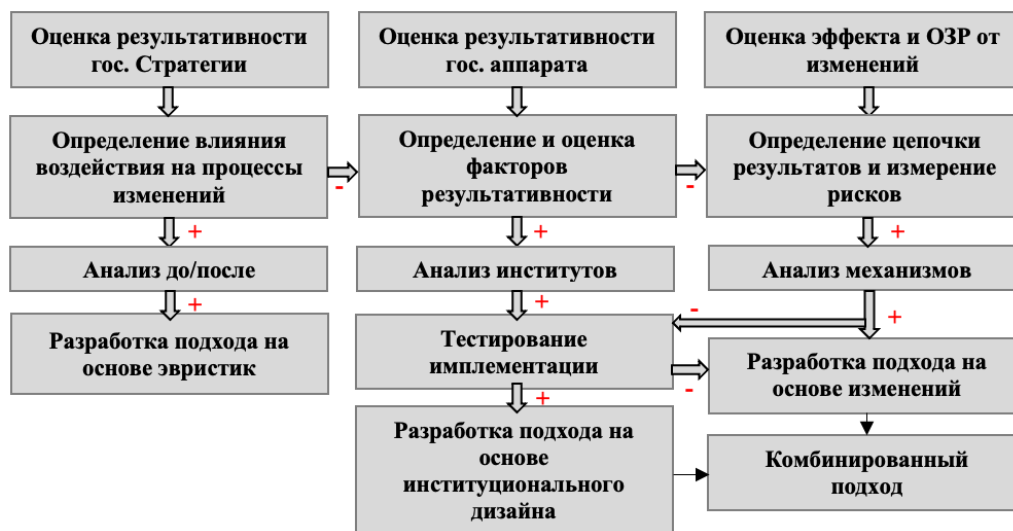 Оценка результативности
гос. Стратегии
Оценка результативности
гос. аппарата
Оценка эффекта и ОЗР от
изменений
Определение влияния
воздействия на процессы
изменений
-
Определение и оценка
факторов
результативности
-
Определение цепочки
результатов и измерение
рисков
+
+
+
Анализ до/после
Анализ институтов
Анализ механизмов
+
+
-
+
Разработка подхода на
основе эвристик
Тестирование
имплементации
-
Разработка подхода на
основе изменений
+
Разработка подхода на
основе
институционального
дизайна
Комбинированный
подход